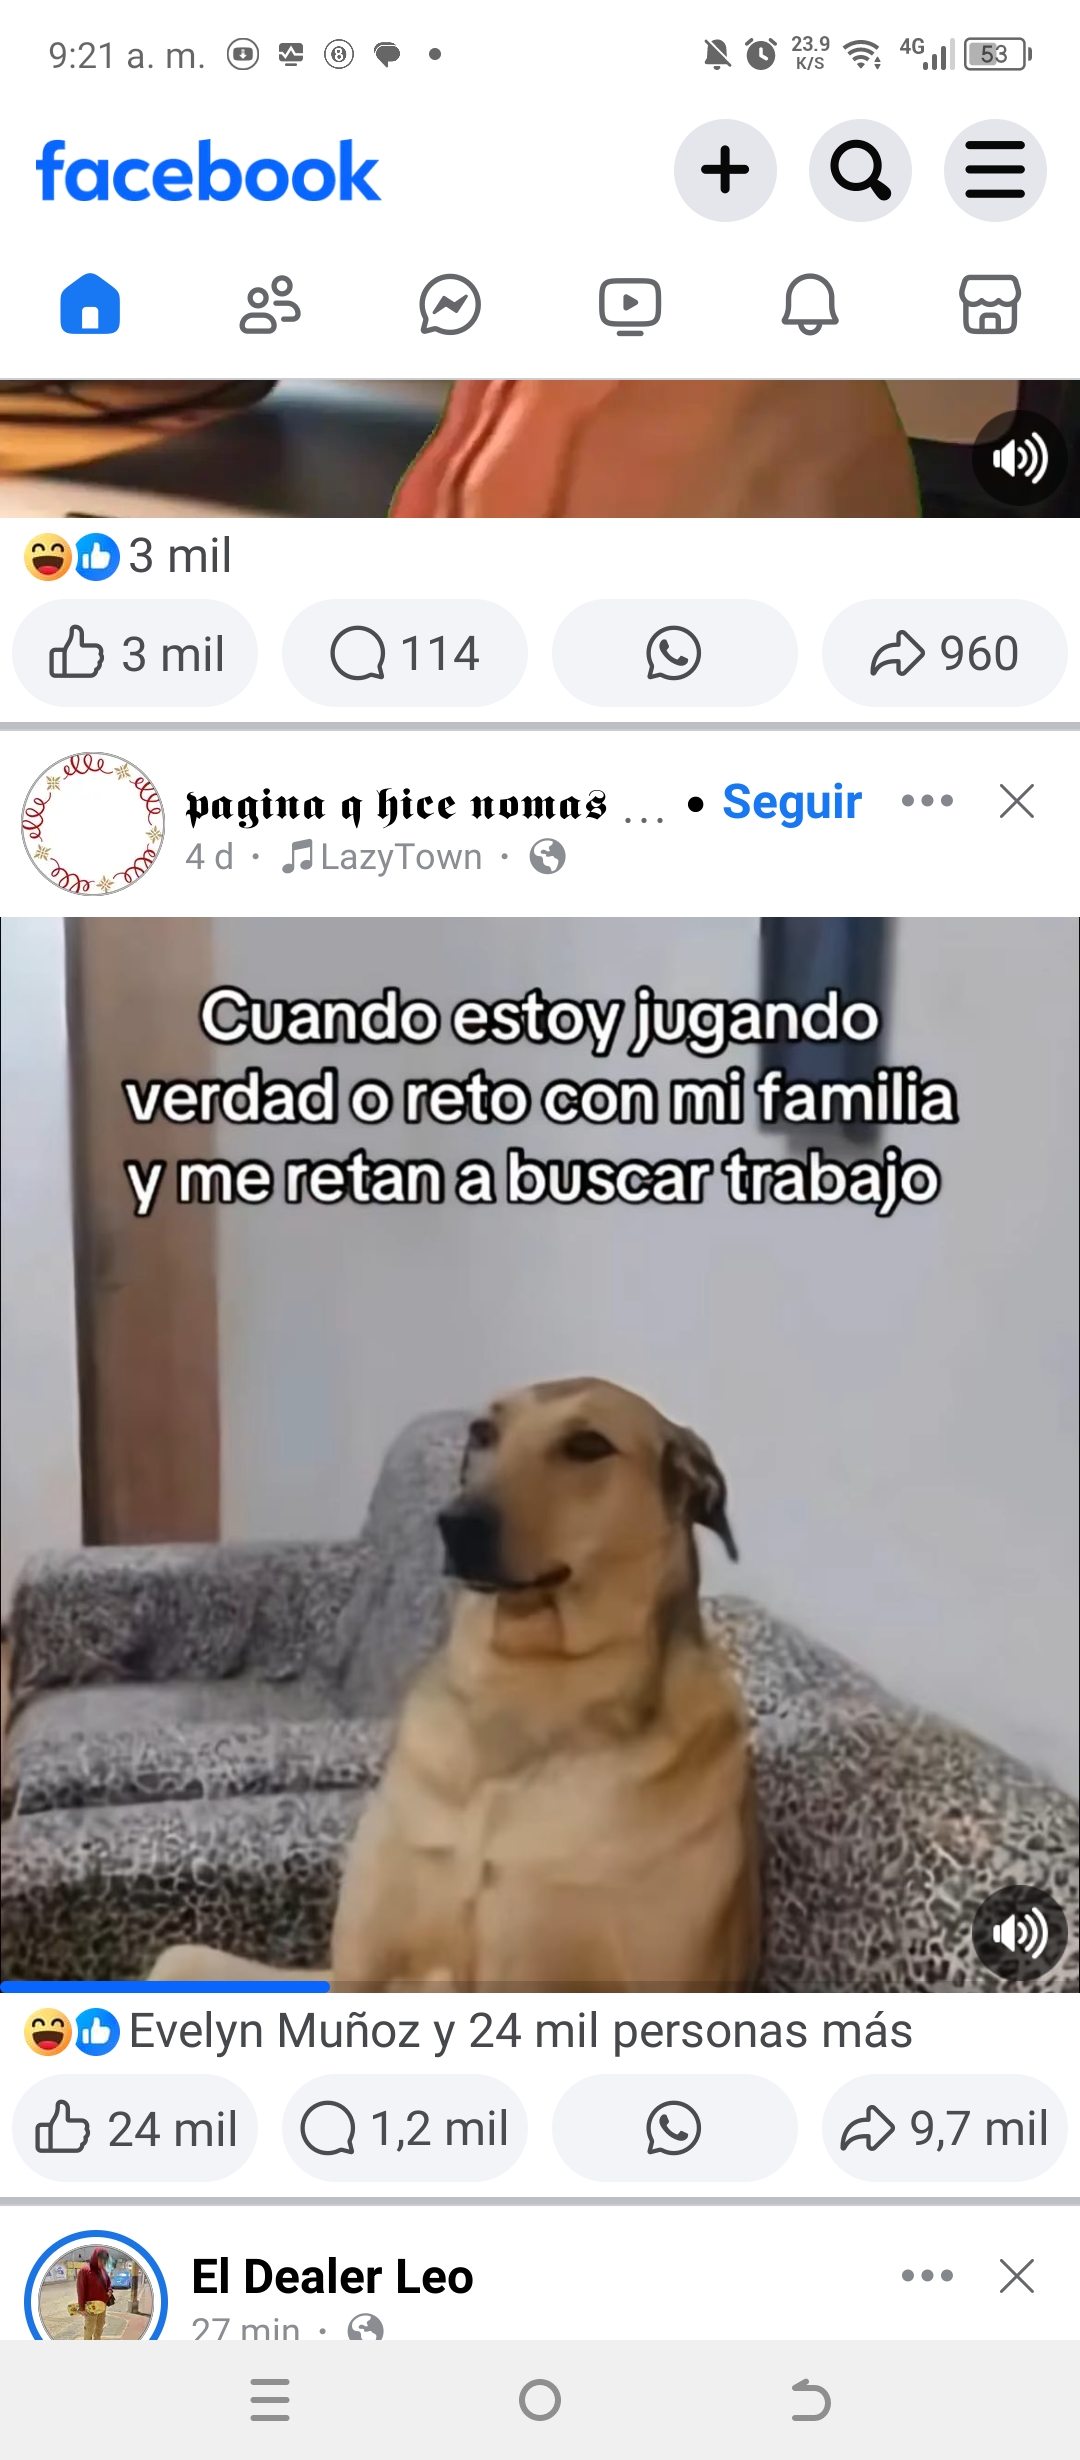 9:21 a. m.
23.9
K/S
4G
53
facebook
3 mil
3 mil
114
960
pagina q hice nomas ... • Seguir
4 d · LazyTown ·
Cuando estoy jugando
verdad o reto con mi familia
y me retan a buscar trabajo
Evelyn Muñoz y 24 mil personas más
24 mil
1,2 mil
9,7 mil
El Dealer Leo
27 min ·